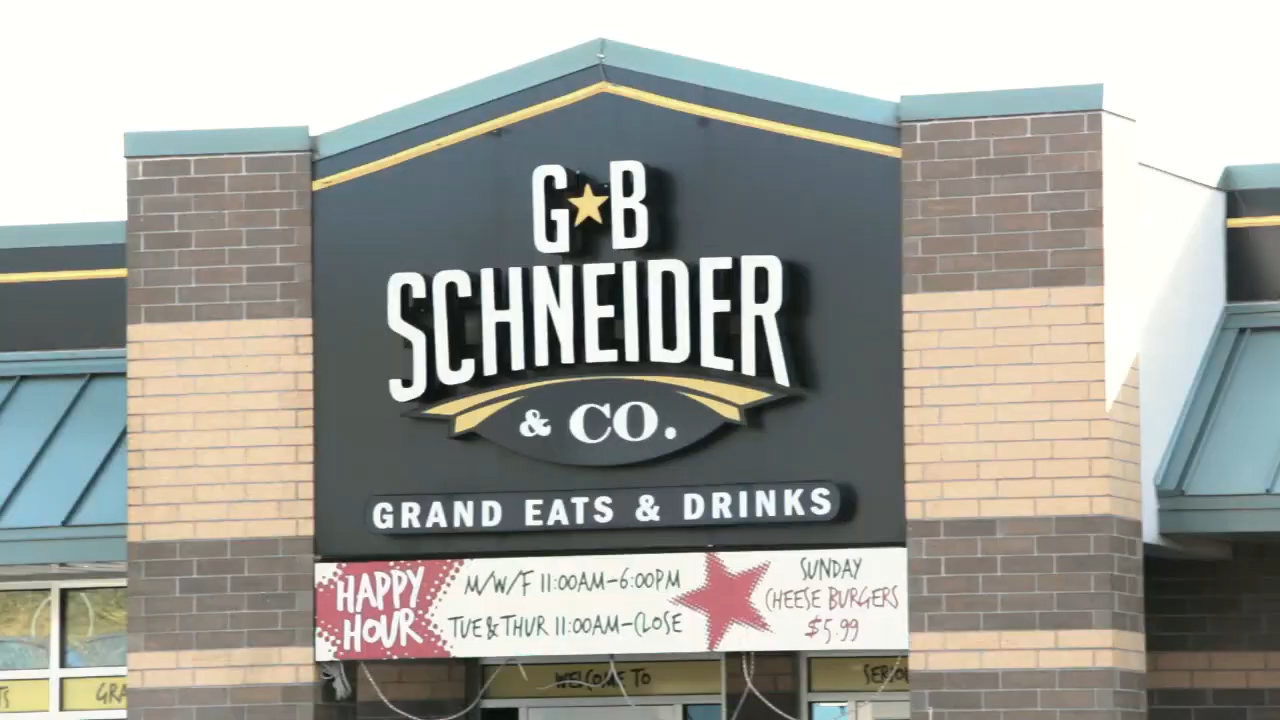 G★B
SCHNEIDER
& CO.
GRAND EATS & DRINKS
HAPPY
HOUR
M/W/F 11:00AM-6:00PM
TUE & THUR 11:00AM-CLOSE
SUNDAY
CHEESE BURGERS
$5.99
WELCOME TO